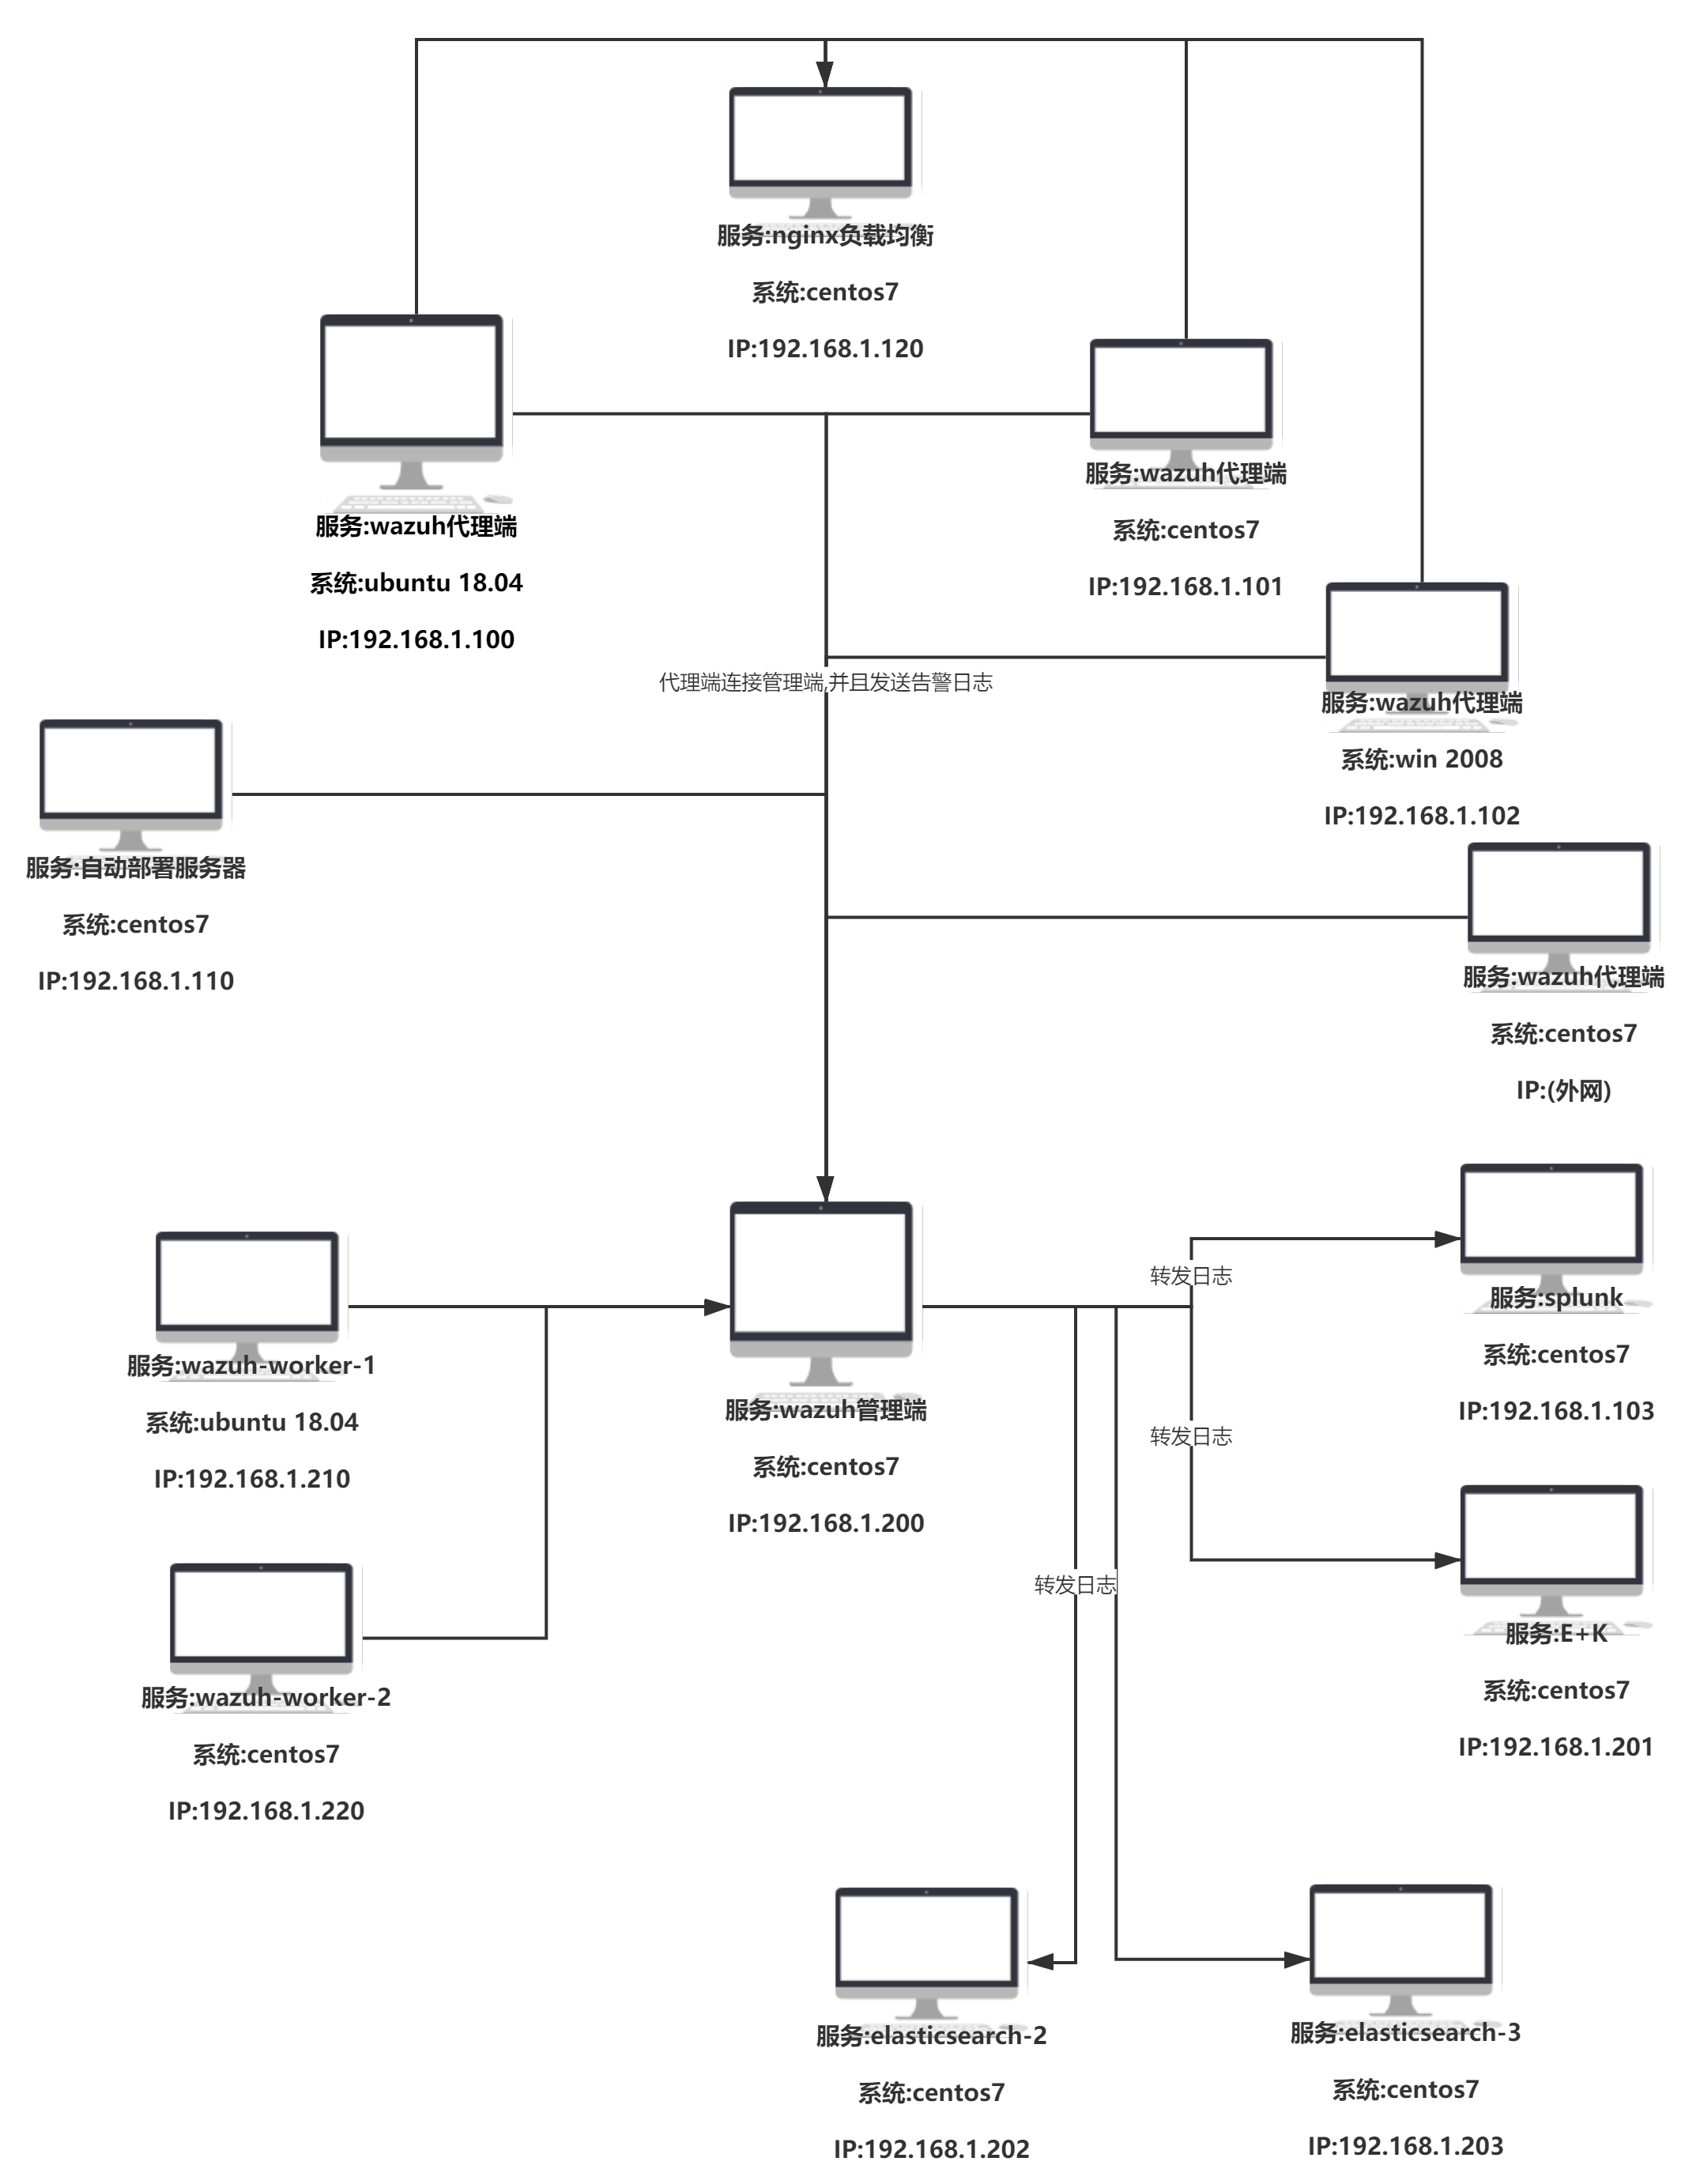 服务:nginx负载均衡
系统:centos7
IP:192.168.1.120
服务:wazuh代理端
系统:ubuntu 18.04
IP:192.168.1.100
服务:wazuh代理端
系统:centos7
IP:192.168.1.101
代理端连接管理端,并且发送告警日志
服务:wazuh代理端
系统:win 2008
IP:192.168.1.102
服务:自动部署服务器
系统:centos7
IP:192.168.1.110
服务:wazuh代理端
系统:centos7
IP:(外网)
转发日志
服务:splunk
系统:centos7
IP:192.168.1.103
服务:wazuh-worker-1
系统:ubuntu 18.04
IP:192.168.1.210
服务:wazuh管理端
系统:centos7
IP:192.168.1.200
转发日志
转发日志
服务:E+K
系统:centos7
IP:192.168.1.201
服务:wazuh-worker-2
系统:centos7
IP:192.168.1.220
服务:elasticsearch-2
系统:centos7
IP:192.168.1.202
服务:elasticsearch-3
系统:centos7
IP:192.168.1.203